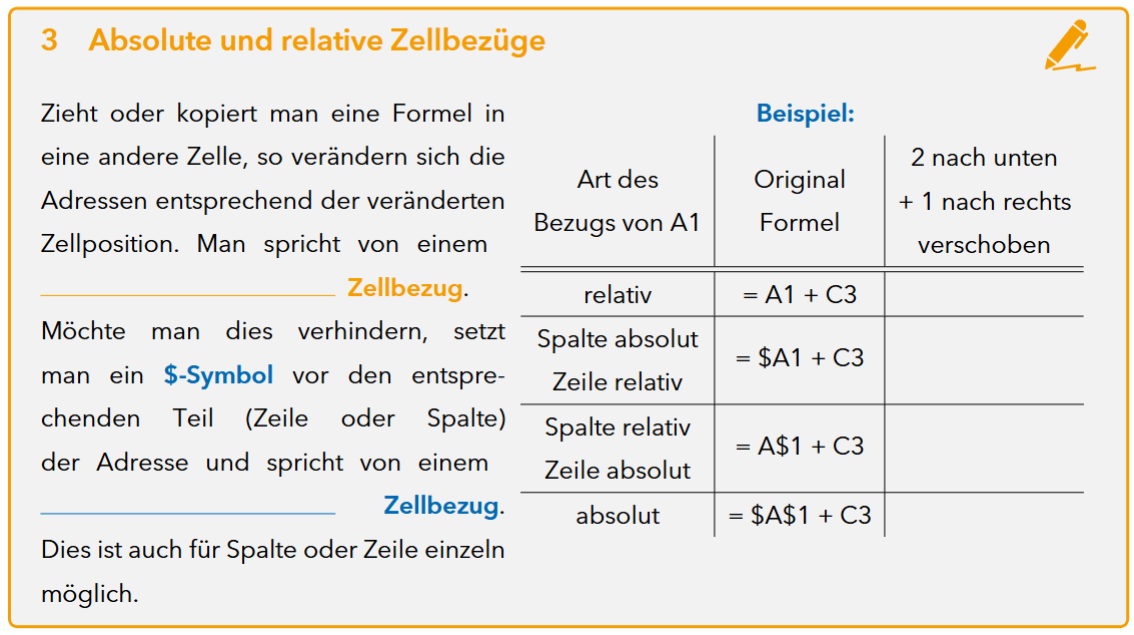 3 Absolute und relative Zellbezüge
Zieht oder kopiert man eine Formel in
eine andere Zelle, so verändern sich die
Adressen entsprechend der veränderten
Zellposition. Man spricht von einem
Zellbezug.
Möchte man dies verhindern, setzt
man ein $-Symbol vor den entspre-
chenden Teil (Zeile oder Spalte)
der Adresse und spricht von einem
Zellbezug.
Dies ist auch für Spalte oder Zeile einzeln
möglich.
Beispiel:
Art des
Bezugs von A1
Original
Formel
2 nach unten
+ 1 nach rechts
verschoben
relativ
= A1 + C3
Spalte absolut
Zeile relativ
= $A1 + C3
Spalte relativ
Zeile absolut
= A$1 + C3
absolut
= $A$1 + C3